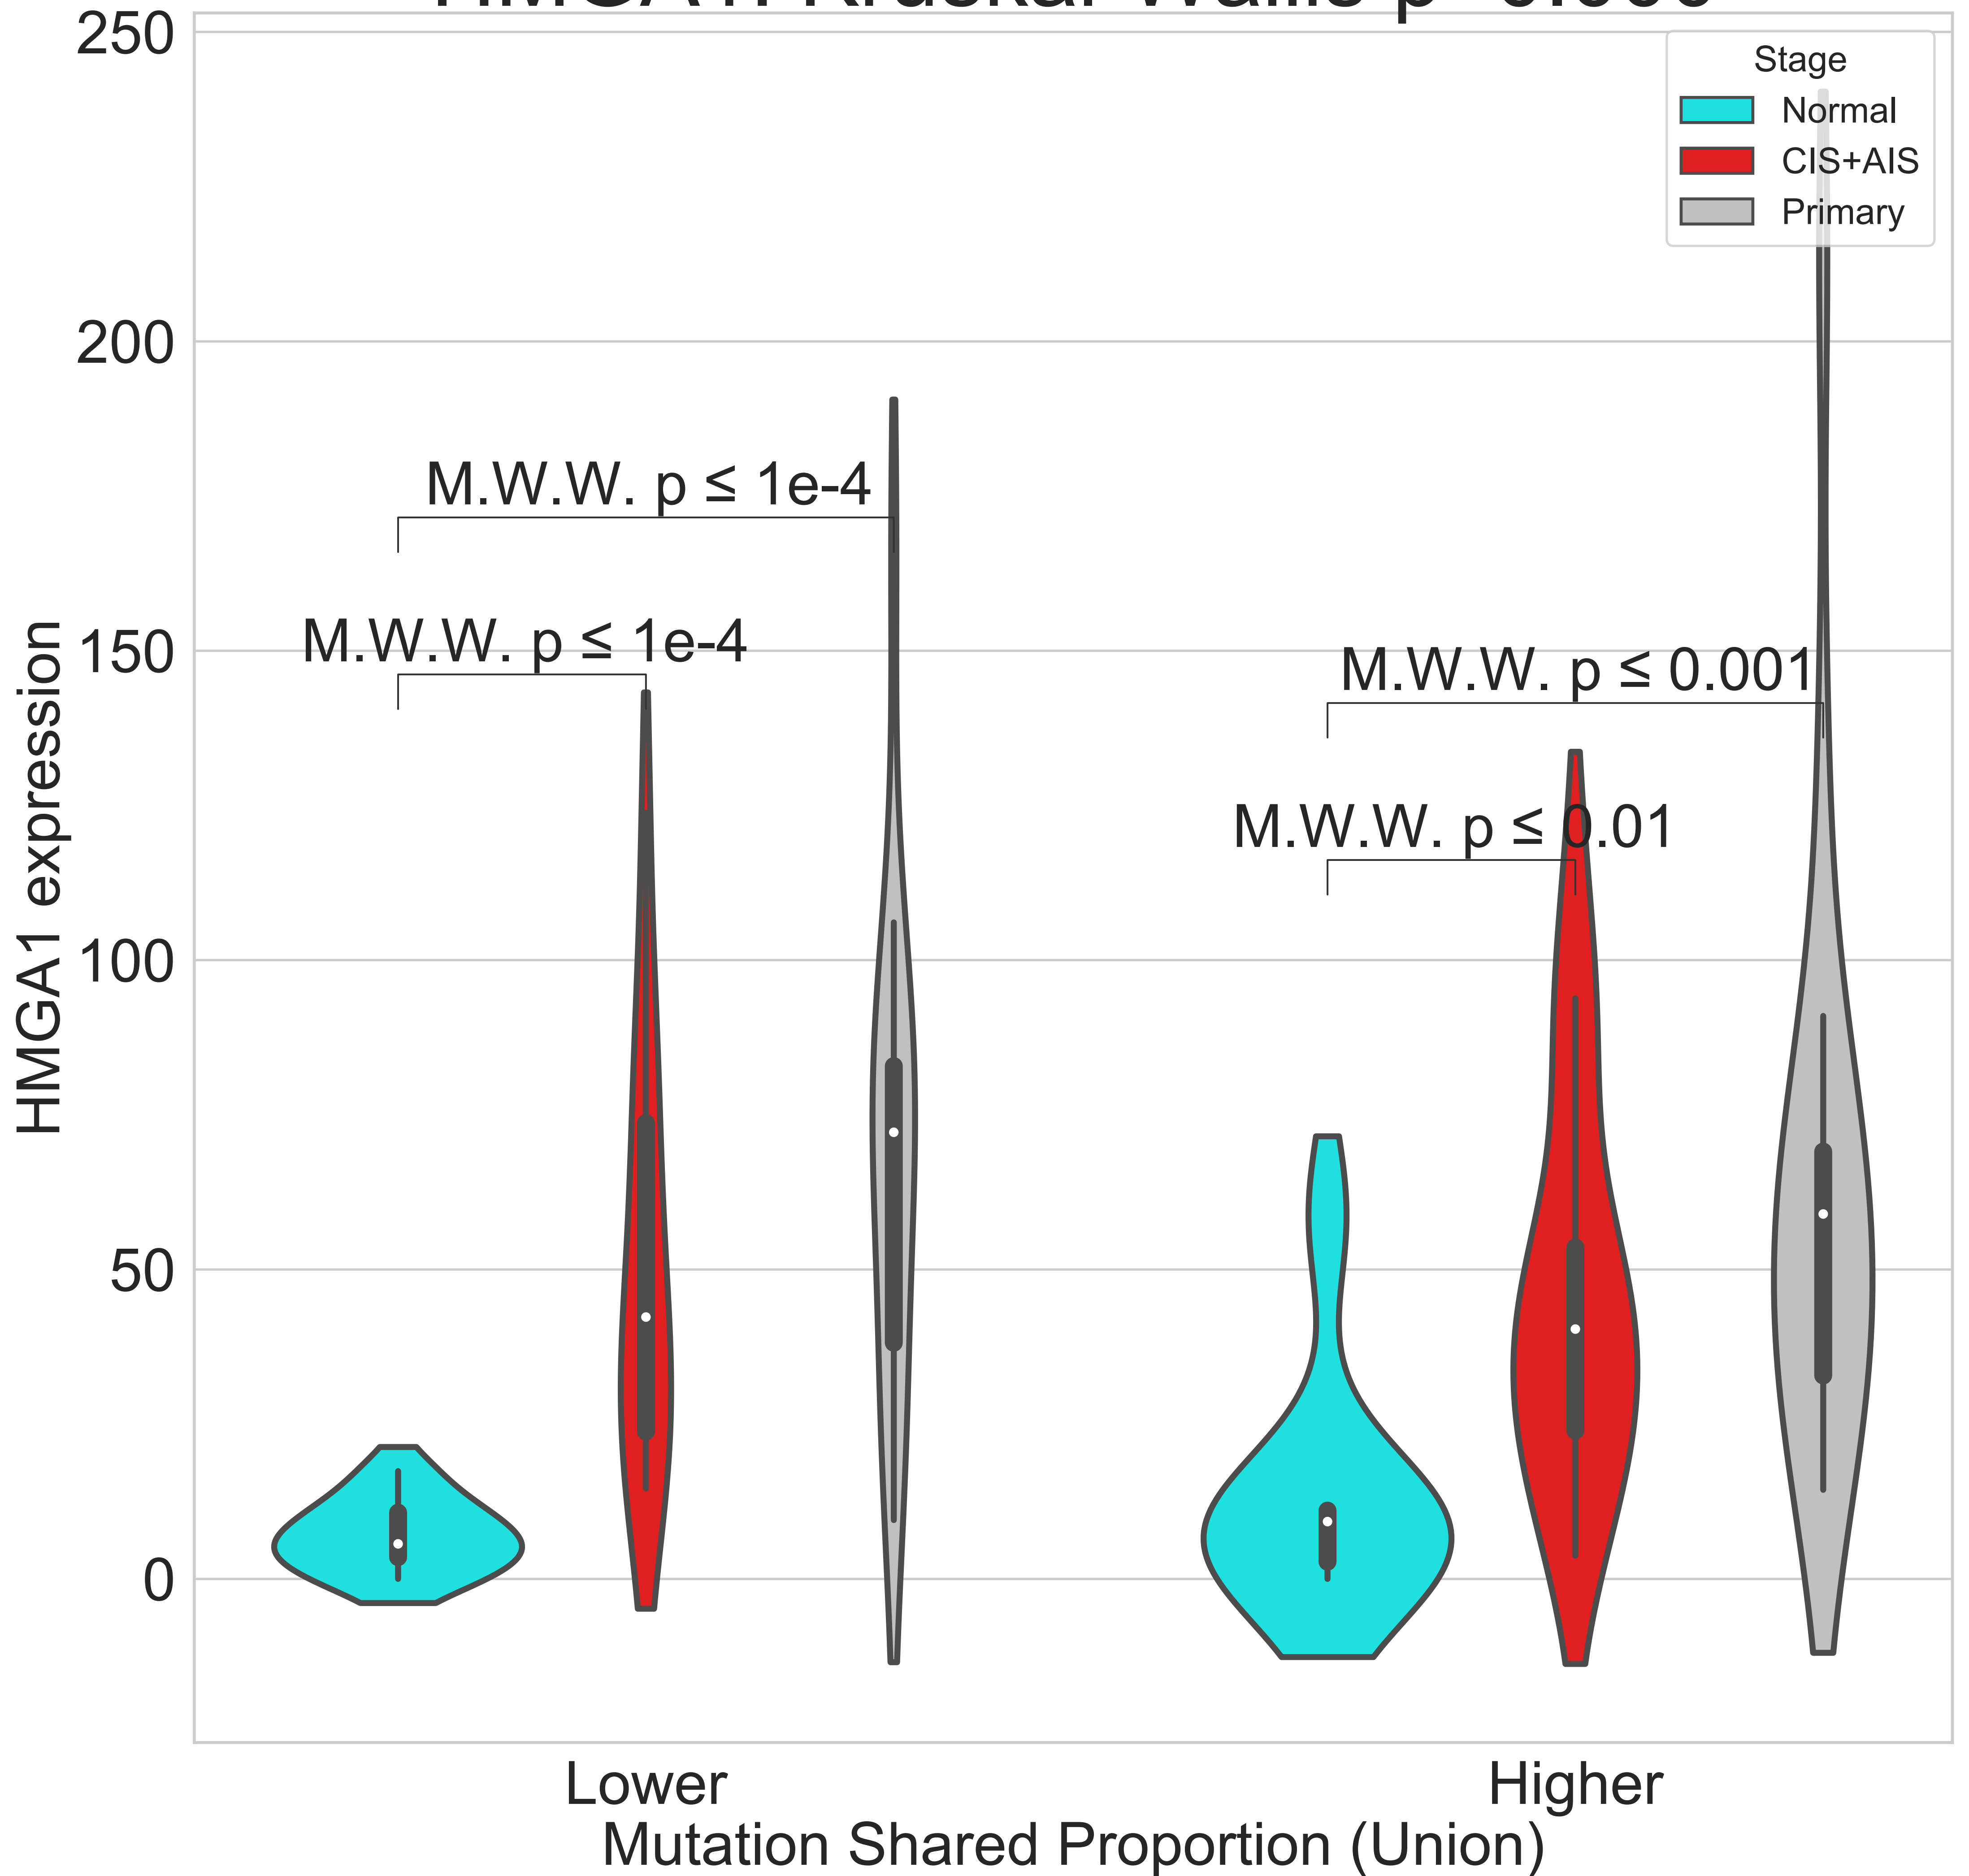 250
Stage
Normal
CIS+AIS
Primary
200
M.W.W. p ≤ 1e-4
M.W.W. p ≤ 1e-4
150
M.W.W. p ≤ 0.001
M.W.W. p ≤ 0.01
HMGA1 expression
100
50
0
Lower
Higher
Mutation Shared Proportion (Union)